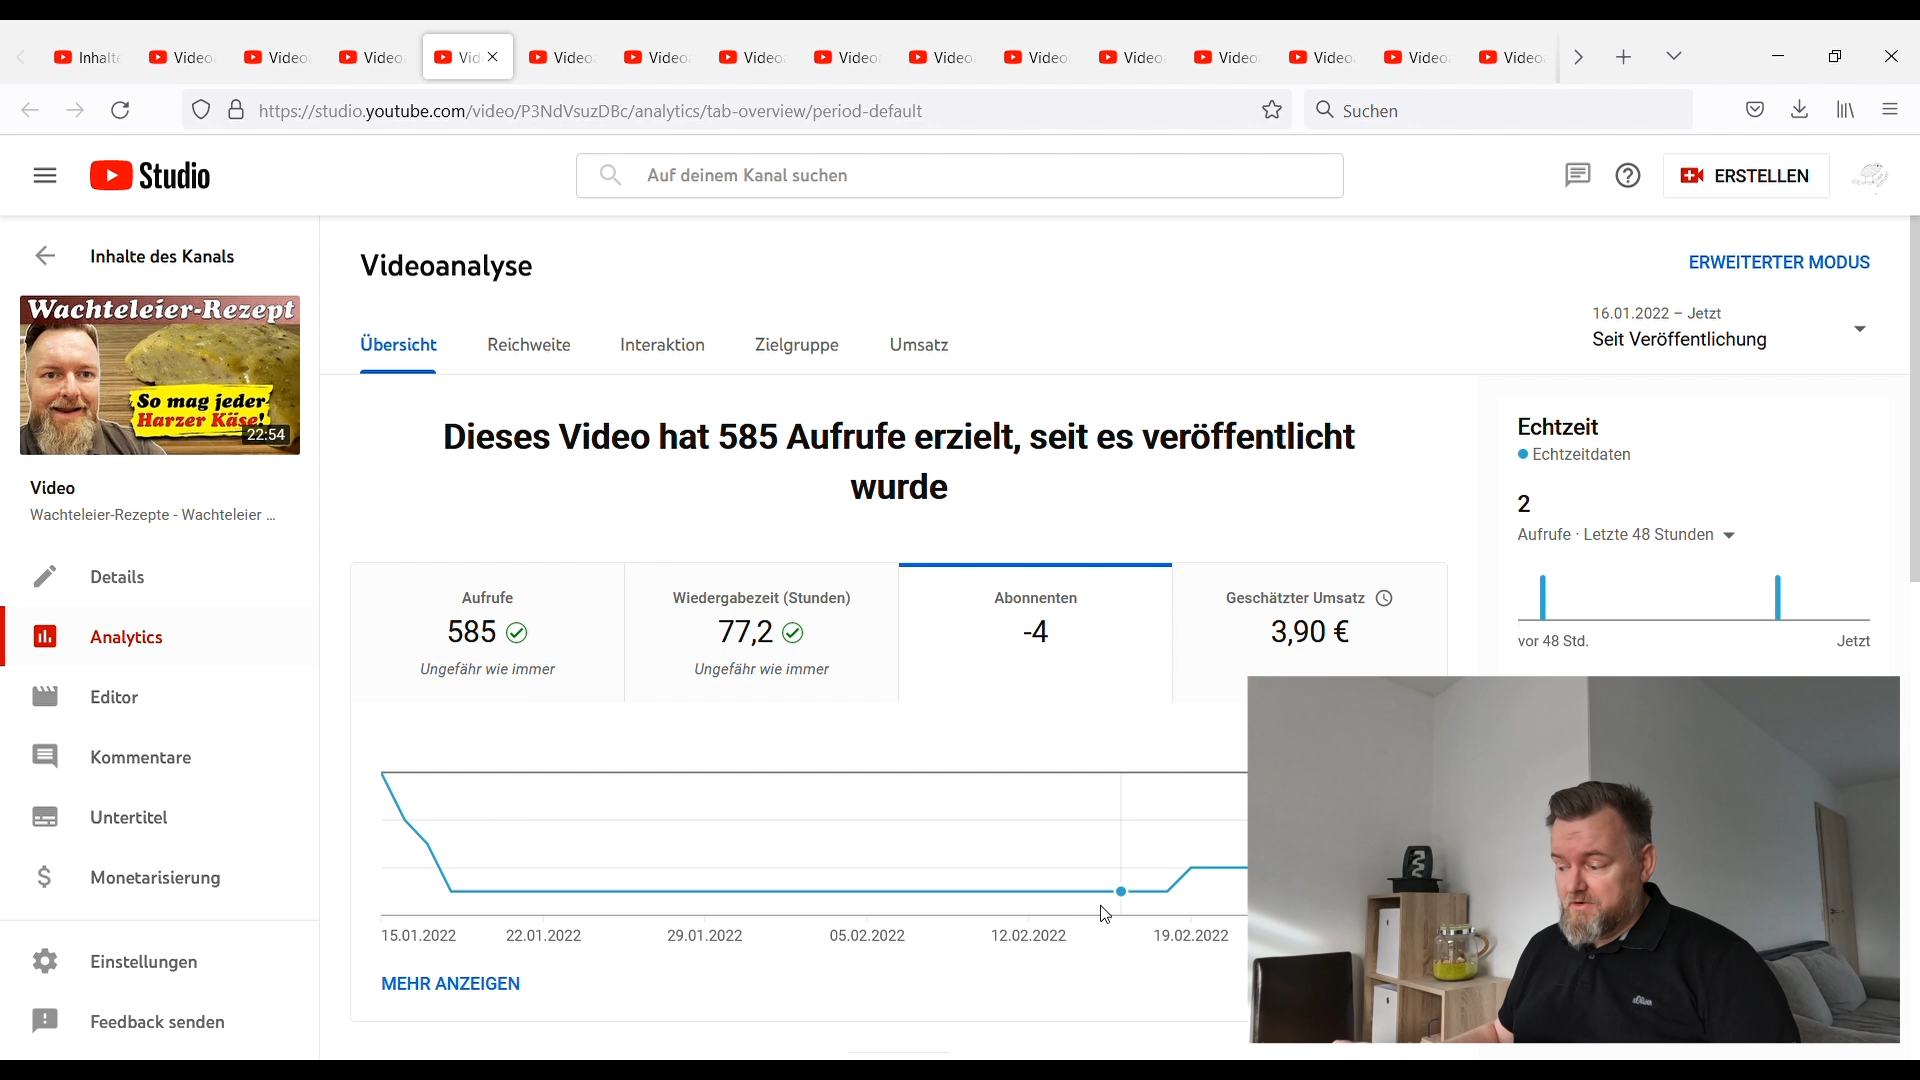 Inhalte
Video
Video
Video
Vid
Video
Video
Video
Video
Video
Video
Video
Video
Video
Video
Video
https://studio.youtube.com/video/P3NdVsuzDBc/analytics/tab-overview/period-default
Suchen
Studio
Auf deinem Kanal suchen
ERSTELLEN
Inhalte des Kanals
Videoanalyse
ERWEITERTER MODUS
16.01.2022 – Jetzt
Seit Veröffentlichung
Wachteleier-Rezept
So mag jeder
Harzer Käse!
22:54
Übersicht
Reichweite
Interaktion
Zielgruppe
Umsatz
Video
Wachteleier-Rezepte - Wachteleier ...
Details
Analytics
Editor
Kommentare
Untertitel
Monetarisierung
Einstellungen
Feedback senden
Dieses Video hat 585 Aufrufe erzielt, seit es veröffentlicht
wurde
Aufrufe
585
Ungefähr wie immer
Wiedergabezeit (Stunden)
77,2
Ungefähr wie immer
Abonnenten
-4
Geschätzter Umsatz
3,90 €
15.01.2022
22.01.2022
29.01.2022
05.02.2022
12.02.2022
19.02.2022
MEHR ANZEIGEN
Echtzeit
Echtzeitdaten
2
Aufrufe · Letzte 48 Stunden
vor 48 Std.
Jetzt
s.Oliver